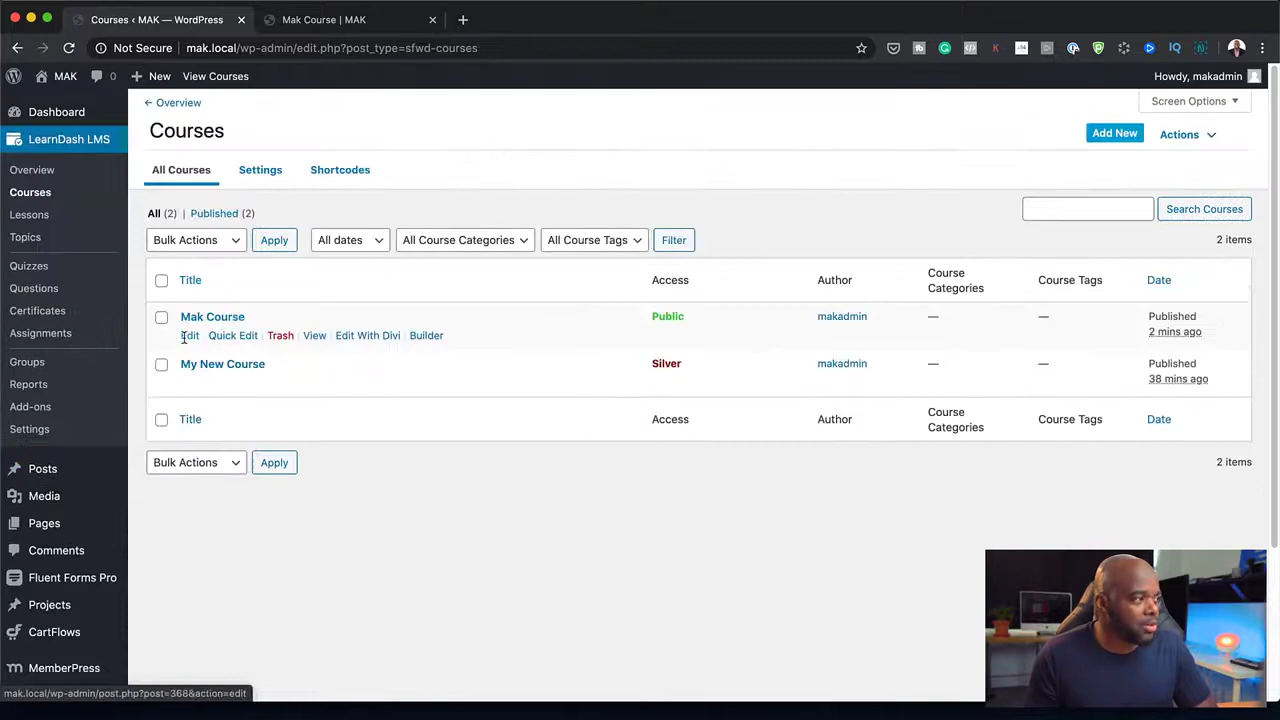 Courses ‹ MAK — WordPress
Mak Course | MAK
Not Secure | mak.local/wp-admin/edit.php?post_type=sfwd-courses
MAK 0 New View Courses Howdy, makadmin
Dashboard
LearnDash LMS
Overview
Courses
Lessons
Topics
Quizzes
Questions
Certificates
Assignments
Groups
Reports
Add-ons
Settings
Posts
Media
Pages
Comments
Fluent Forms Pro
Projects
CartFlows
MemberPress
← Overview
Screen Options
Courses
Add New Actions
All Courses Settings Shortcodes
All (2) | Published (2)
Search Courses
Bulk Actions Apply All dates All Course Categories All Course Tags Filter
2 items
Title Access Author Course Categories Course Tags Date
Mak Course Public makadmin — — Published
2 mins ago
Edit Quick Edit | Trash | View | Edit With Divi | Builder
My New Course Silver makadmin — — Published
38 mins ago
Title Access Author Course Categories Course Tags Date
Bulk Actions Apply
2 items
mak.local/wp-admin/post.php?post=368&action=edit